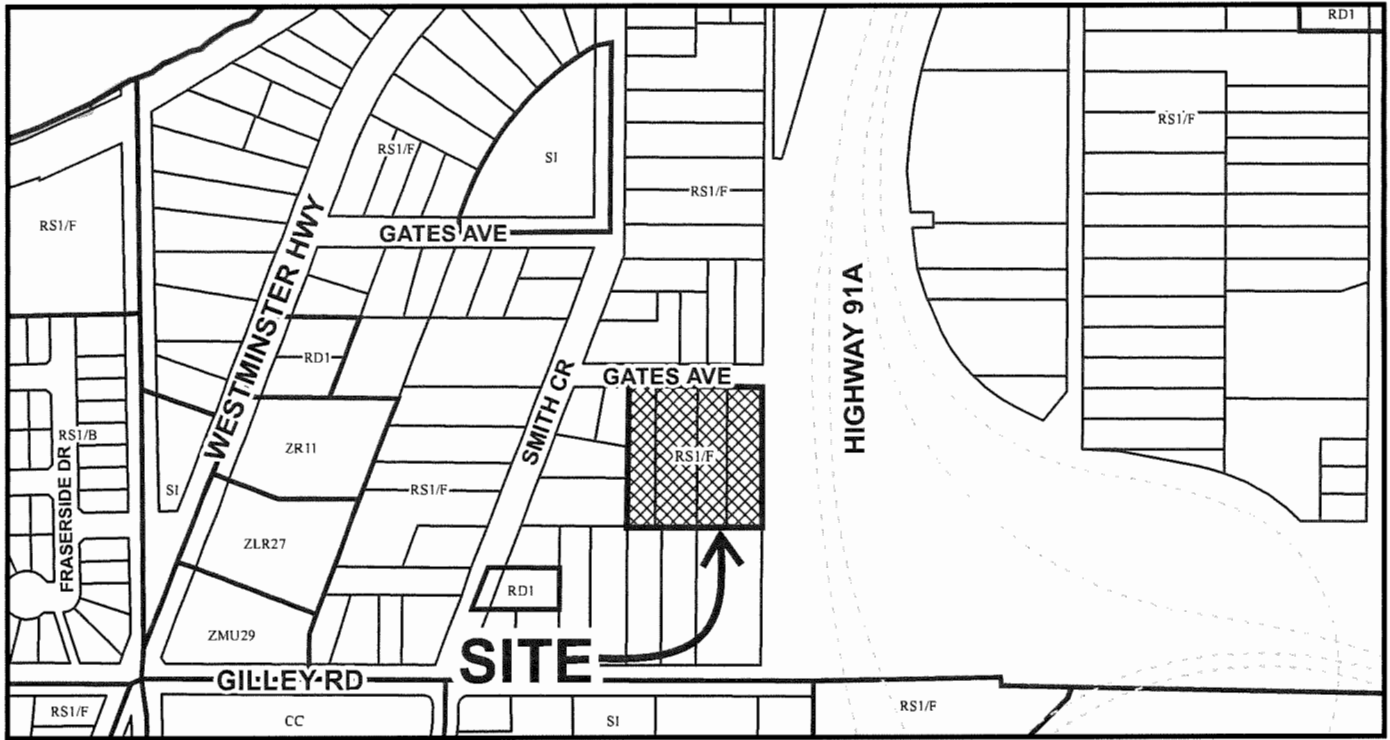 RD1
RS1/F
RS1/F
SI
RS1/F
RS1/F
GATES AVE
WESTMINSTER HWY
HIGHWAY 91A
RD1
SMITH CR
GATES AVE
RS1/B
FRASERSIDE DR
ZR11
RS1/F
SI
RS1/F
ZLR27
RD1
ZMU29
SITE
GILLEY RD
RS1/F
CC
SI
RS1/F